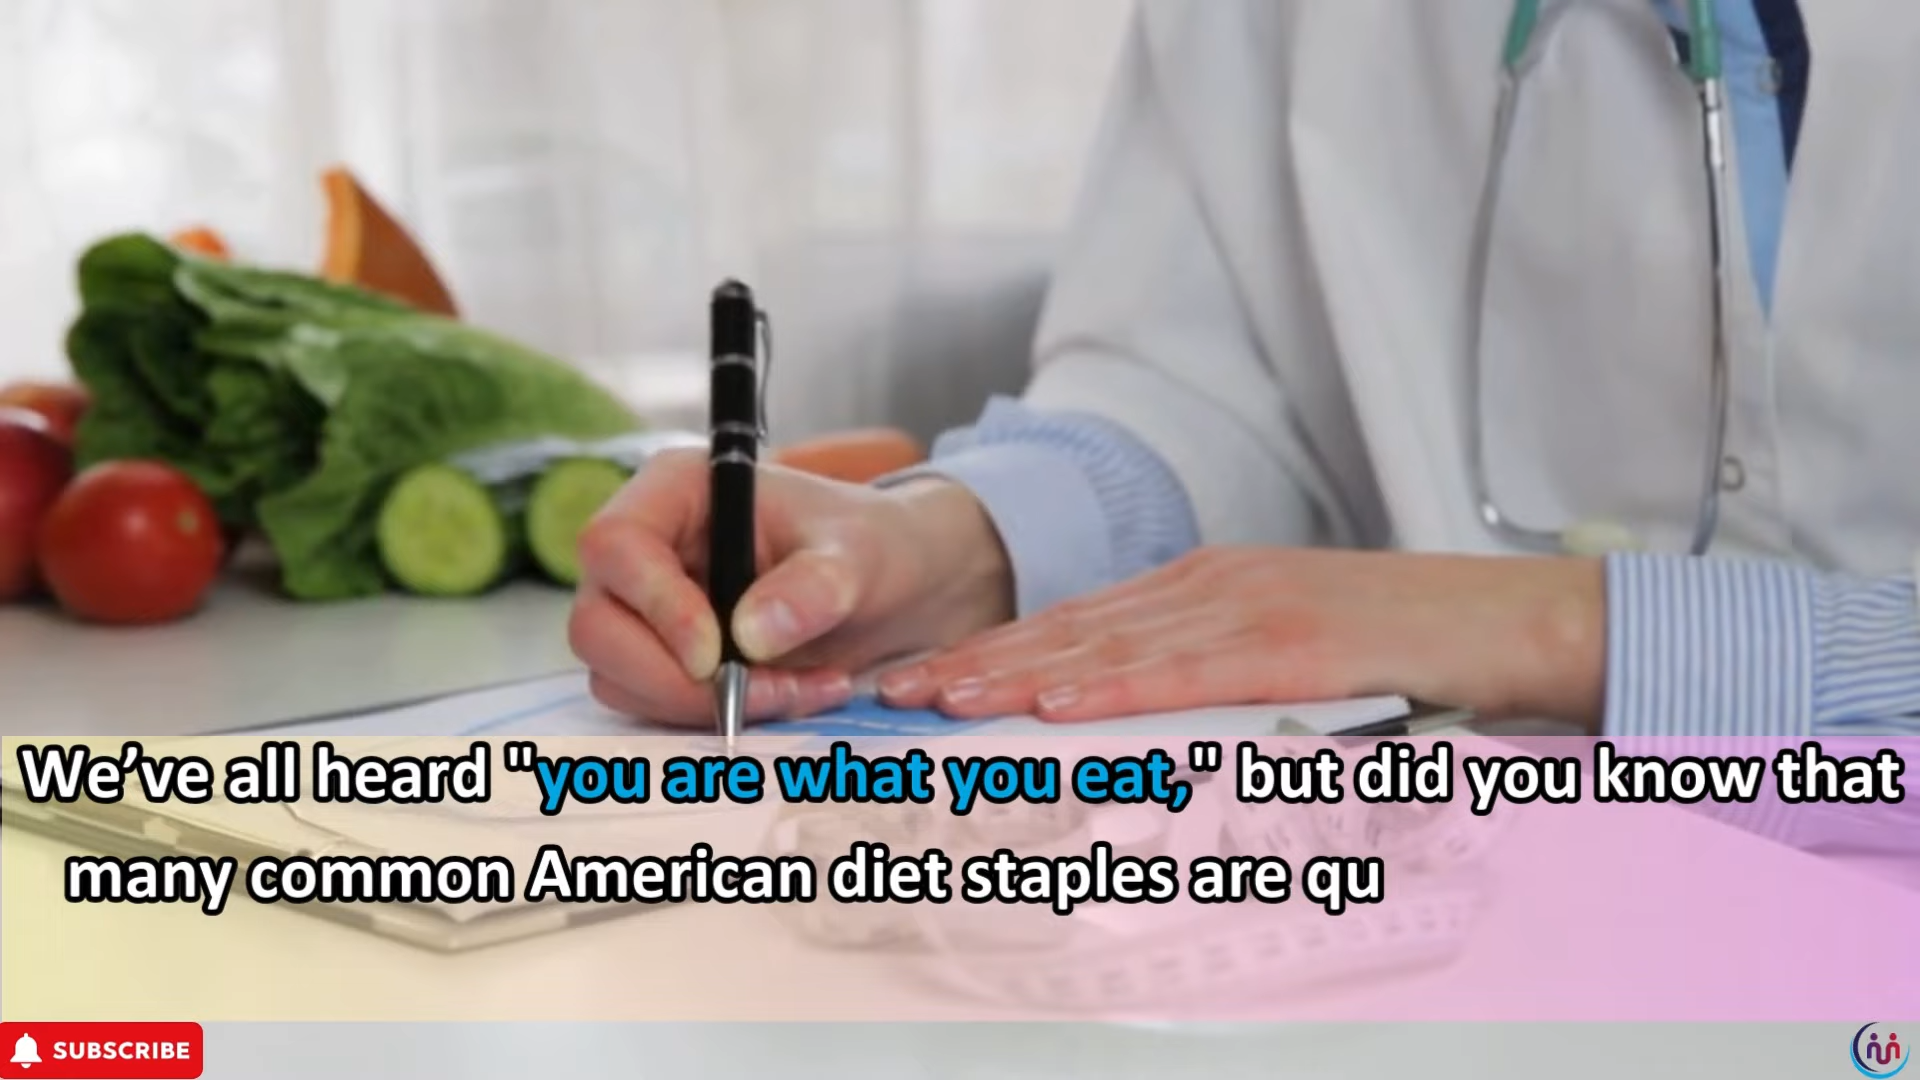 We’ve all heard "you are what you eat," but did you know that
many common American diet staples are qu
SUBSCRIBE